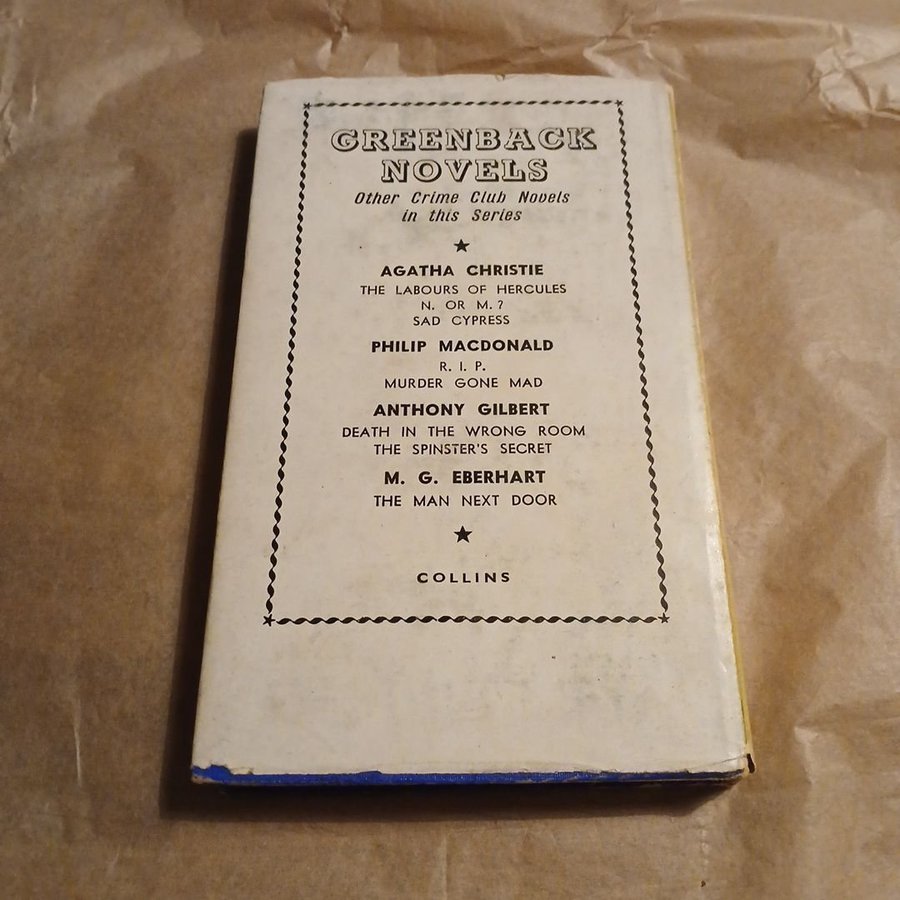 GREENBACK
NOVELS
Other Crime Club Novels
in this Series
AGATHA CHRISTIE
THE LABOURS OF HERCULES
N. OR M. ?
SAD CYPRESS
PHILIP MACDONALD
R. I. P.
MURDER GONE MAD
ANTHONY GILBERT
DEATH IN THE WRONG ROOM
THE SPINSTER'S SECRET
M. G. EBERHART
THE MAN NEXT DOOR
COLLINS